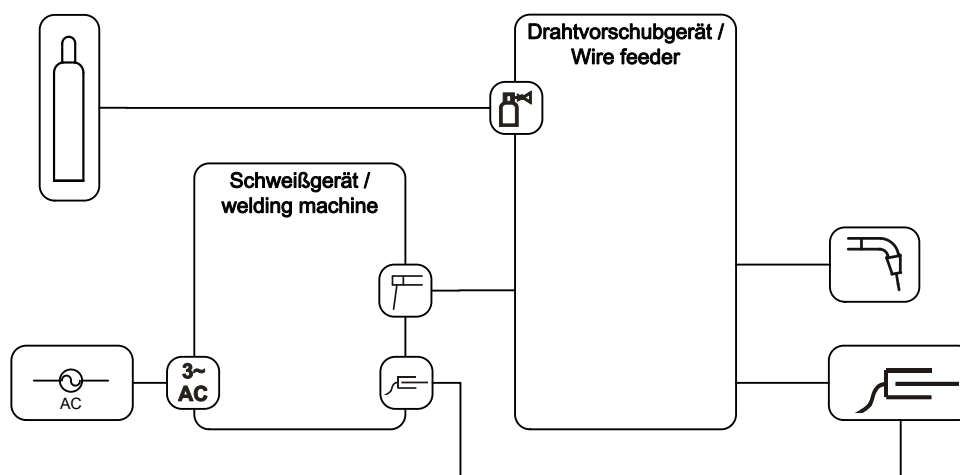 Drahtvorschubgerät /
Wire feeder
Schweißgerät /
welding machine
3~
AC
AC